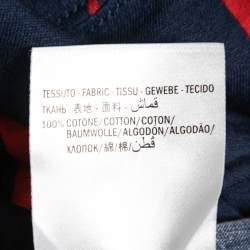 TESSUTO - FABRIC - TISSU - GEWEBE - TECIDO
ТКАНЬ - 表地 - 面料 - قماش
100% COTONE/COTTON/COTON/
BAUMWOLLE/ALGODON/ALGODÃO/
ХЛОПОК/綿/棉/قُطن